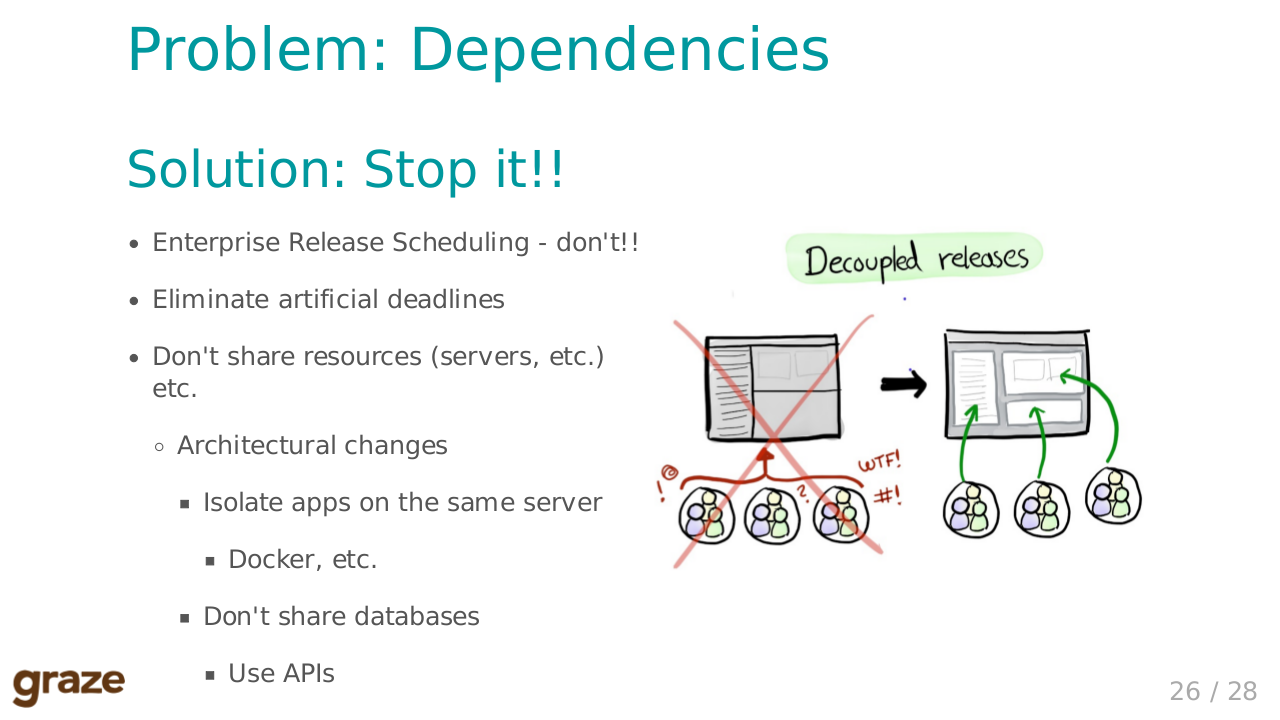 Problem: Dependencies
Solution: Stop it!!
• Enterprise Release Scheduling - don't!!
• Eliminate artificial deadlines
• Don't share resources (servers, etc.)
etc.
◦ Architectural changes
▪ Isolate apps on the same server
▪ Docker, etc.
▪ Don't share databases
▪ Use APIs
Decoupled releases
!@
?
WTF!
#!
graze
26 / 28